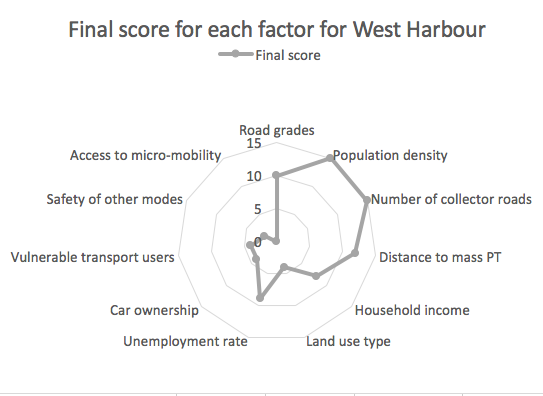 Final score for each factor for West Harbour
Final score
Road grades
15
10
5
0
Population density
Number of collector roads
Distance to mass PT
Household income
Land use type
Unemployment rate
Car ownership
Vulnerable transport users
Safety of other modes
Access to micro-mobility